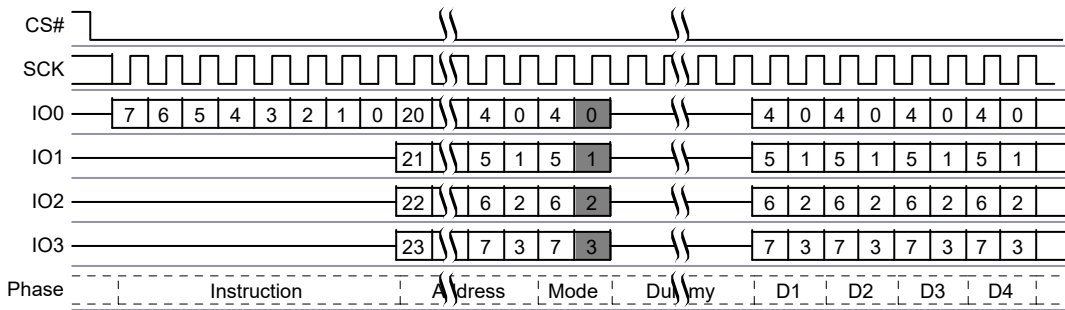 CS#
SCK
IO0 7 6 5 4 3 2 1 0 20 4 0 4 0 4 0 4 0 4 0 4 0
IO1 21 5 1 5 1 5 1 5 1 5 1 5 1
IO2 22 6 2 6 2 6 2 6 2 6 2 6 2
IO3 23 7 3 7 3 7 3 7 3 7 3 7 3
Phase Instruction Address Mode Dummy D1 D2 D3 D4